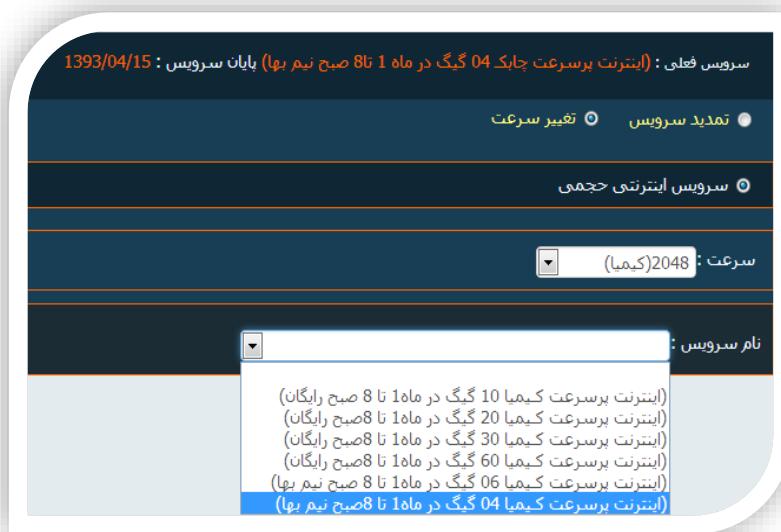 سرویس فعلی : (اینترنت پرسرعت چابک 04 گیگ در ماه 1 تا8 صبح نیم بها) پایان سرویس : 1393/04/15
تمدید سرویس تغییر سرعت
سرویس اینترنتی حجمی
سرعت : 2048(کیمیا)
نام سرویس :
(اینترنت پرسرعت کیمیا 10 گیگ در ماه1 تا 8 صبح رایگان)
(اینترنت پرسرعت کیمیا 20 گیگ در ماه1 تا 8صبح رایگان)
(اینترنت پرسرعت کیمیا 30 گیگ در ماه1 تا 8صبح رایگان)
(اینترنت پرسرعت کیمیا 60 گیگ در ماه1 تا 8صبح رایگان)
(اینترنت پرسرعت کیمیا 06 گیگ در ماه1 تا 8 صبح نیم بها)
(اینترنت پرسرعت کیمیا 04 گیگ در ماه1 تا 8صبح نیم بها)